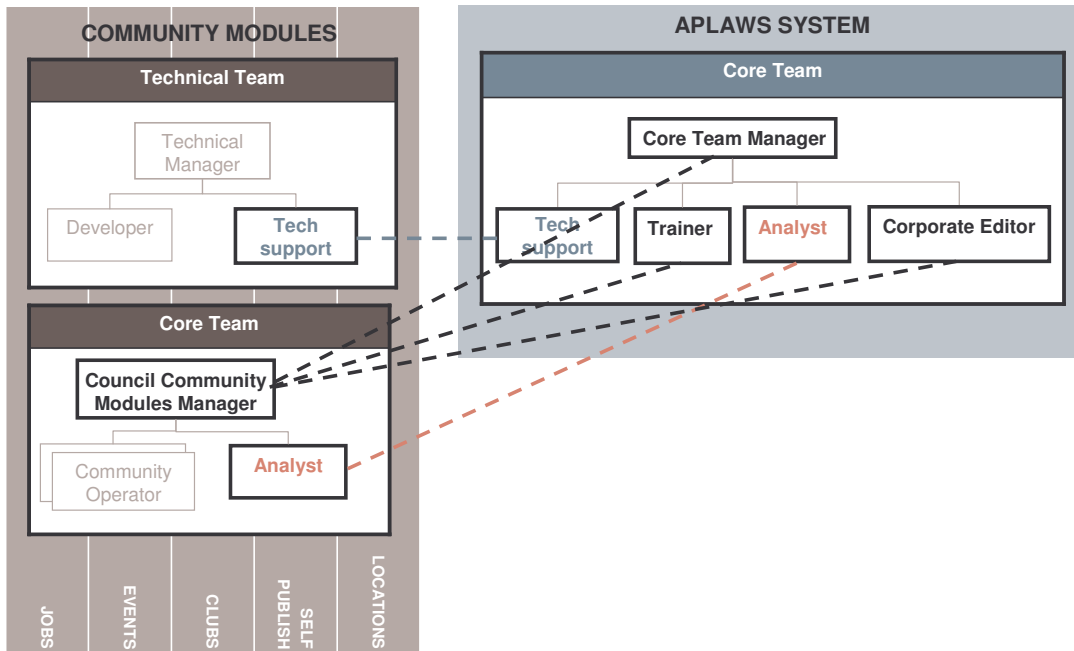 COMMUNITY MODULES
Technical Team
Technical
Manager
Developer
Tech
support
Core Team
Council Community
Modules Manager
Community
Operator
Analyst
JOBS
EVENTS
CLUBS
SELF
PUBLISH
LOCATIONS
APLAWS SYSTEM
Core Team
Core Team Manager
Tech
support
Trainer
Analyst
Corporate Editor